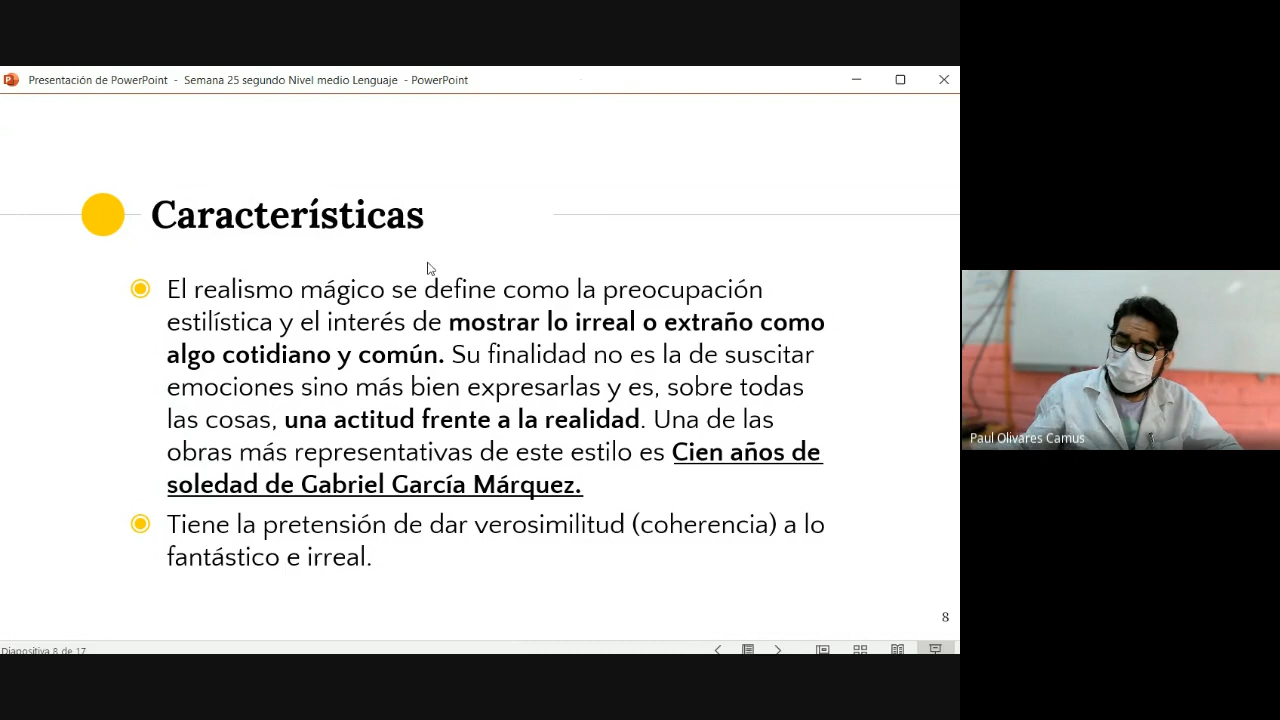 Presentación de PowerPoint - Semana 25 segundo Nivel medio Lenguaje - PowerPoint
Características
El realismo mágico se define como la preocupación
estilística y el interés de mostrar lo irreal o extraño como
algo cotidiano y común. Su finalidad no es la de suscitar
emociones sino más bien expresarlas y es, sobre todas
las cosas, una actitud frente a la realidad. Una de las
obras más representativas de este estilo es Cien años de
soledad de Gabriel García Márquez.
Tiene la pretensión de dar verosimilitud (coherencia) a lo
fantástico e irreal.
8
Diapositiva 8 de 17
Paul Olivares Camus